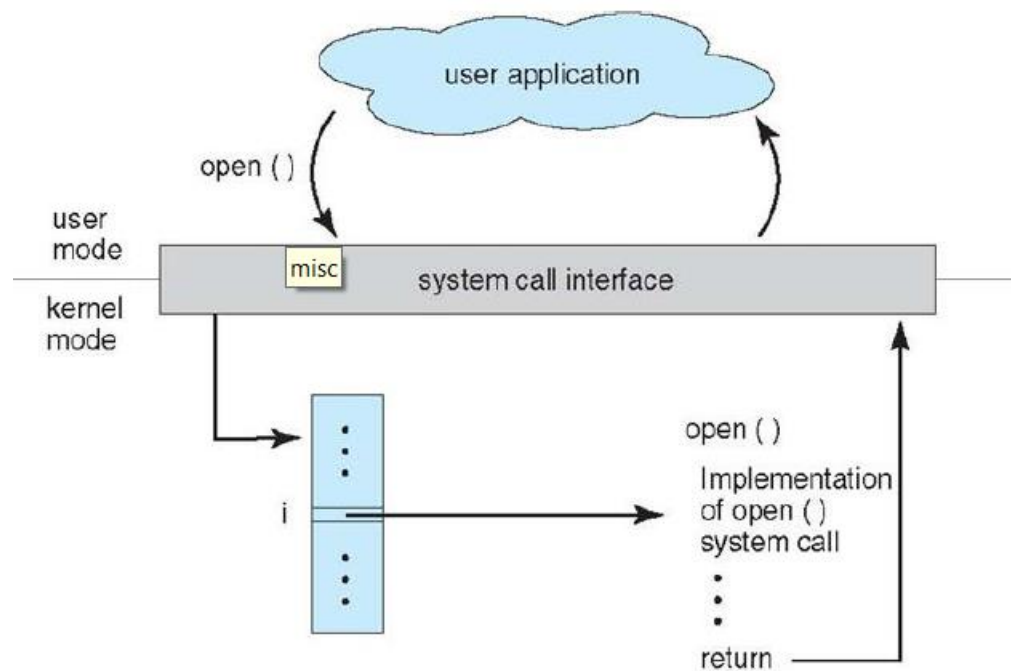 user application
open ( )
user
mode
misc
system call interface
kernel
mode
open ( )
Implementation
of open ( )
system call
i
return